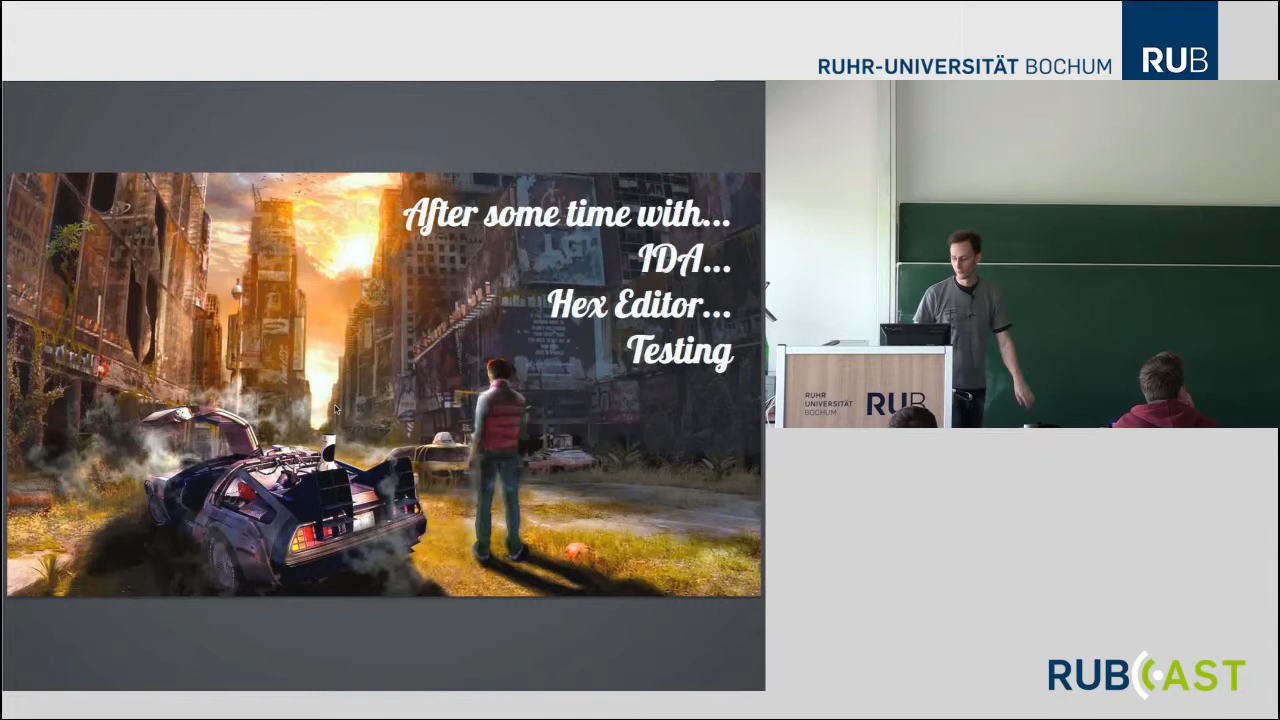 RUHR-UNIVERSITÄT BOCHUM RUB
After some time with...
IDA...
Hex Editor...
Testing
RUHR
UNIVERSITÄT
BOCHUM
RUB
RUBCAST